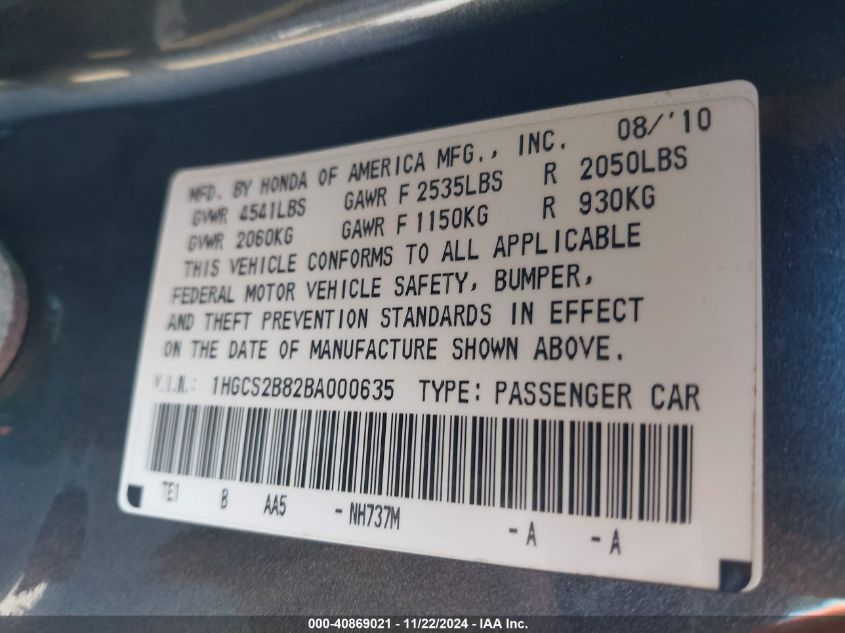 MFD. BY HONDA OF AMERICA MFG., INC. 08/'10
GVWR 4541LBS GAWR F 2535LBS R 2050LBS
GVWR 2060KG GAWR F 1150KG R 930KG
THIS VEHICLE CONFORMS TO ALL APPLICABLE
FEDERAL MOTOR VEHICLE SAFETY, BUMPER,
AND THEFT PREVENTION STANDARDS IN EFFECT
ON THE DATE OF MANUFACTURE SHOWN ABOVE.
V.I.N.: 1HGCS2B82BA000635 TYPE: PASSENGER CAR
TE1 B AA5 -NH737M -A -A
000-40869021 - 11/22/2024 - IAA Inc.